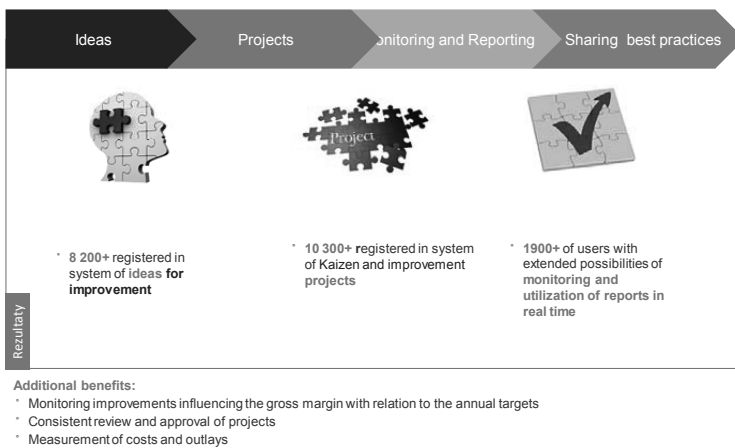 Ideas
Projects
onitoring and Reporting
Sharing best practices
Project
8 200+ registered in
system of ideas for
improvement
10 300+ registered in system
of Kaizen and improvement
projects
1900+ of users with
extended possibilities of
monitoring and
utilization of reports in
real time
Rezultaty
Additional benefits:
Monitoring improvements influencing the gross margin with relation to the annual targets
Consistent review and approval of projects
Measurement of costs and outlays